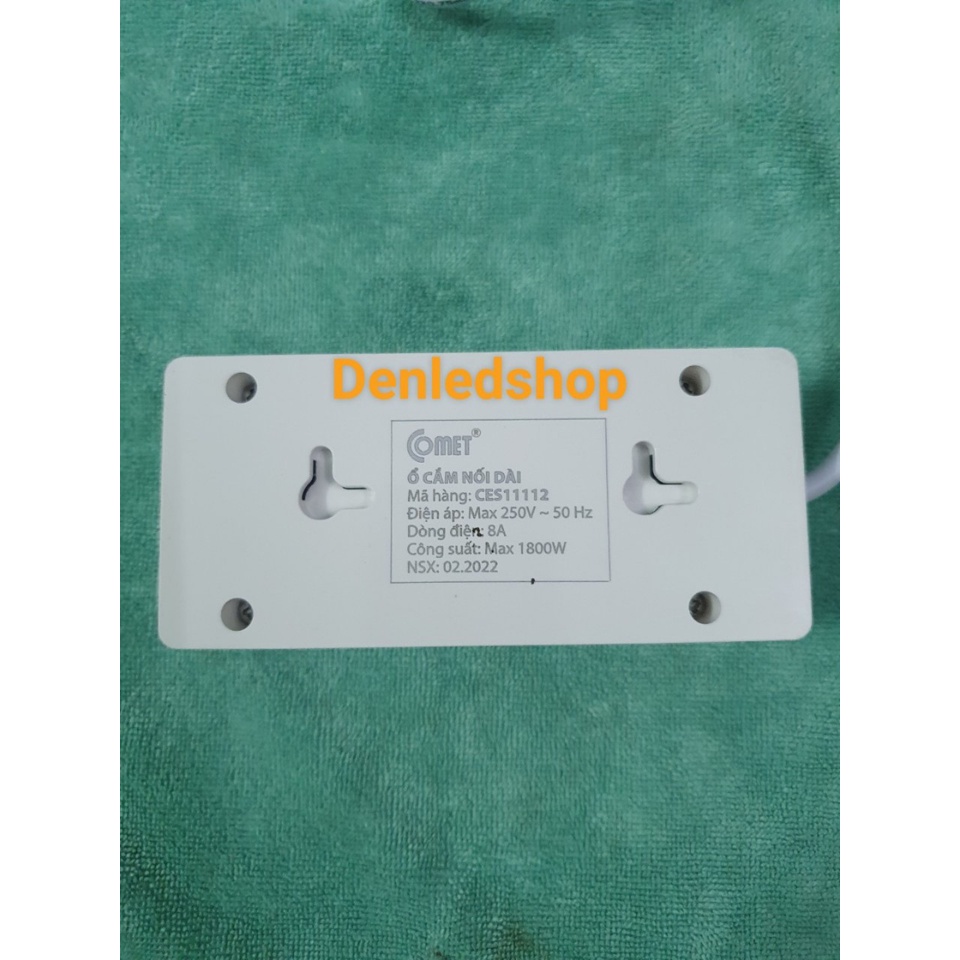 Denledshop
COMET®
Ổ CẮM NỐI DÀI
Mã hàng: CES11112
Điện áp: Max 250V ~ 50 Hz
Dòng điện: 8A
Công suất: Max 1800W
NSX: 02.2022